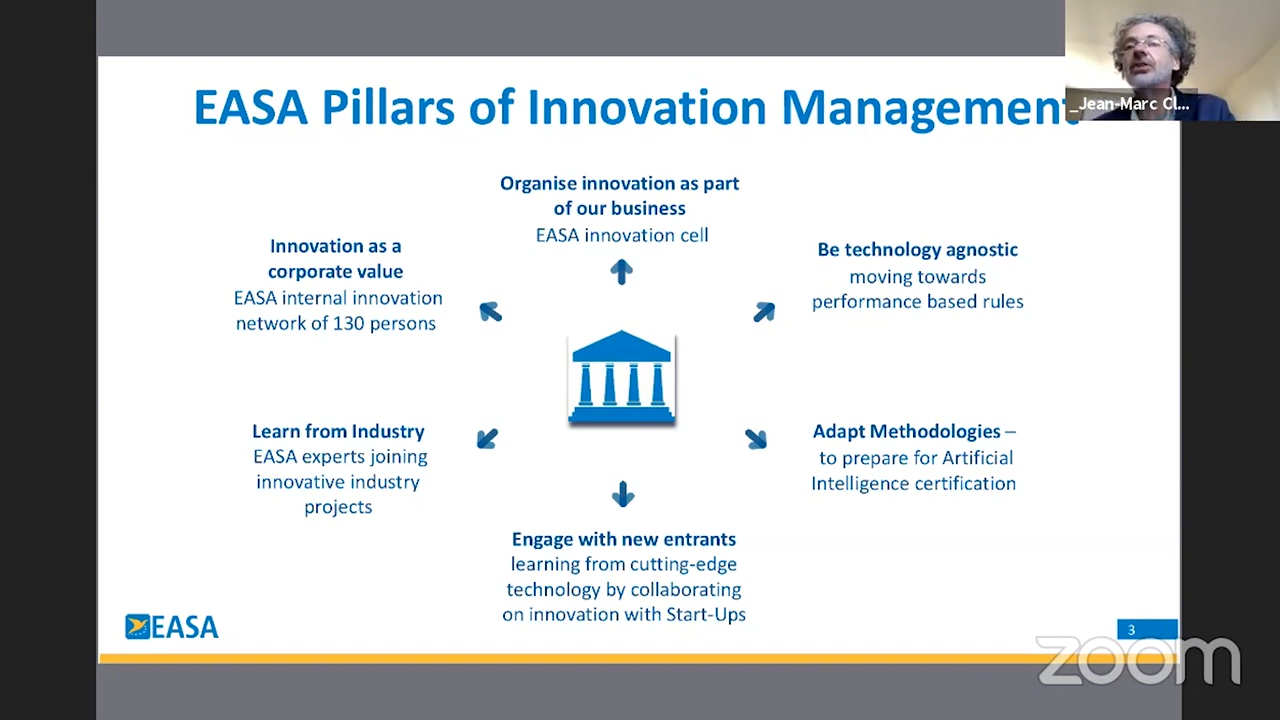 EASA Pillars of Innovation Management
_Jean-Marc Cl...
Organise innovation as part
of our business
EASA innovation cell
Innovation as a
corporate value
EASA internal innovation
network of 130 persons
Be technology agnostic
moving towards
performance based rules
Learn from Industry
EASA experts joining
innovative industry
projects
Adapt Methodologies –
to prepare for Artificial
Intelligence certification
Engage with new entrants
learning from cutting-edge
technology by collaborating
on innovation with Start-Ups
EASA
3
zoom